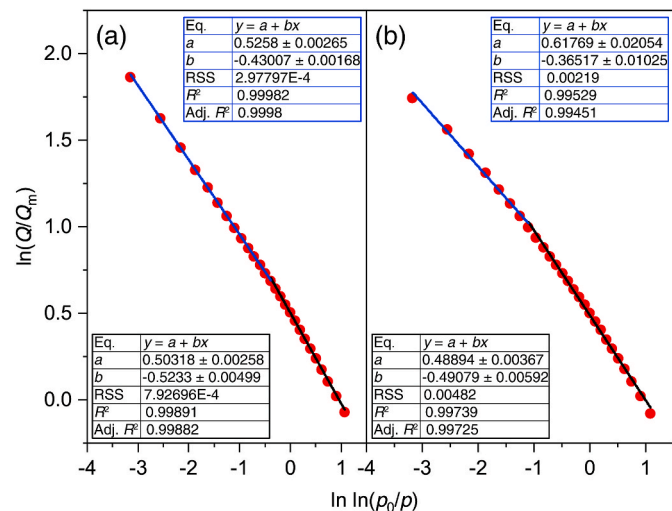 (a)
Eq. y = a + bx
a 0.5258 ± 0.00265
b -0.43007 ± 0.00168
RSS 2.97797E-4
R² 0.99982
Adj. R² 0.9998
(b)
Eq. y = a + bx
a 0.61769 ± 0.02054
b -0.36517 ± 0.01025
RSS 0.00219
R² 0.99529
Adj. R² 0.99451
2.0
1.5
1.0
0.5
0.0
ln(Q/Qm)
Eq. y = a + bx
a 0.50318 ± 0.00258
b -0.5233 ± 0.00499
RSS 7.92696E-4
R² 0.99891
Adj. R² 0.99882
Eq. y = a + bx
a 0.48894 ± 0.00367
b -0.49079 ± 0.00592
RSS 0.00482
R² 0.99739
Adj. R² 0.99725
-4 -3 -2 -1 0 1 -4 -3 -2 -1 0 1
ln ln(p0/p)